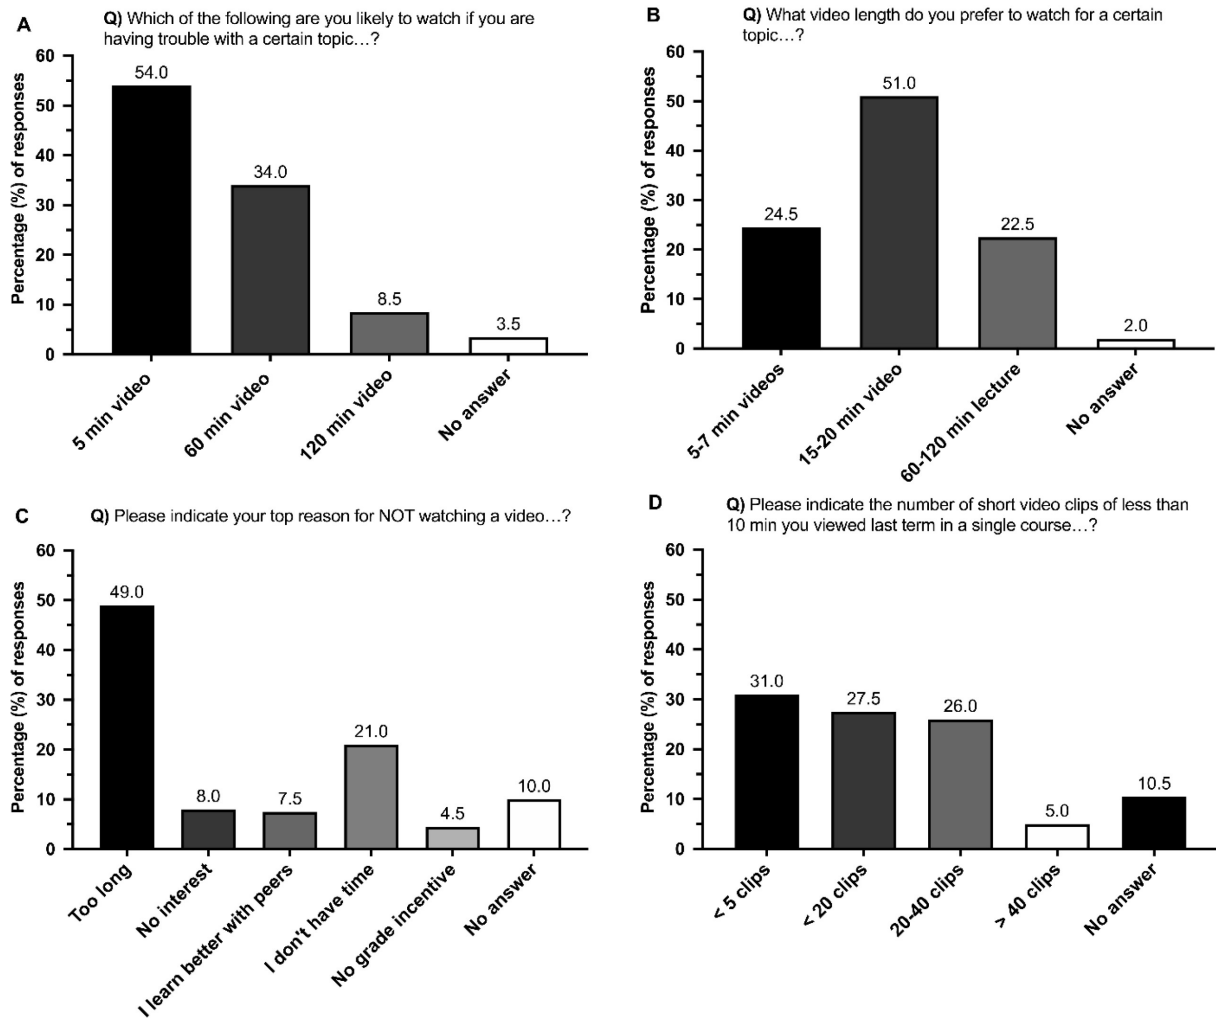 A
Q) Which of the following are you likely to watch if you are
having trouble with a certain topic…?
Percentage (%) of responses
60
50
40
30
20
10
0
54.0
34.0
8.5
3.5
5 min video
60 min video
120 min video
No answer
B
Q) What video length do you prefer to watch for a certain
topic…?
Percentage (%) of responses
60
50
40
30
20
10
0
24.5
51.0
22.5
2.0
5-7 min videos
15-20 min video
60-120 min lecture
No answer
C
Q) Please indicate your top reason for NOT watching a video…?
Percentage (%) of responses
60
50
40
30
20
10
0
49.0
8.0
7.5
21.0
4.5
10.0
Too long
No interest
I learn better with peers
I don't have time
No grade incentive
No answer
D
Q) Please indicate the number of short video clips of less than
10 min you viewed last term in a single course…?
Percentage (%) of responses
60
50
40
30
20
10
0
31.0
27.5
26.0
5.0
10.5
< 5 clips
< 20 clips
20-40 clips
> 40 clips
No answer